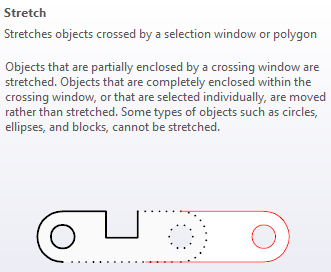 Stretch
Stretches objects crossed by a selection window or polygon
Objects that are partially enclosed by a crossing window are
stretched. Objects that are completely enclosed within the
crossing window, or that are selected individually, are moved
rather than stretched. Some types of objects such as circles,
ellipses, and blocks, cannot be stretched.